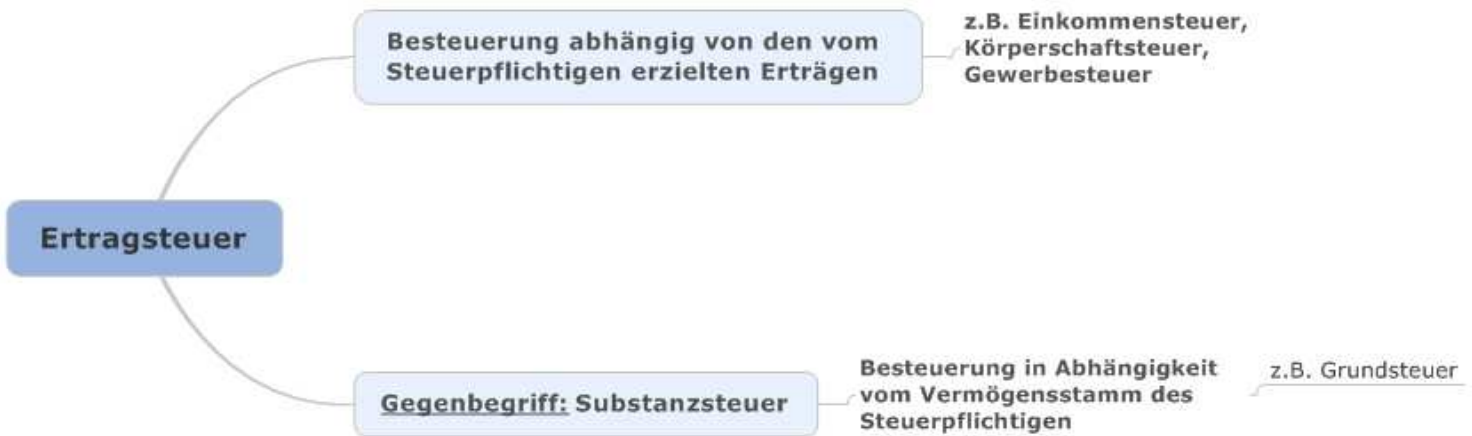 Ertragsteuer
Besteuerung abhängig von den vom
Steuerpflichtigen erzielten Erträgen
z.B. Einkommensteuer,
Körperschaftsteuer,
Gewerbesteuer
Gegenbegriff: Substanzsteuer
Besteuerung in Abhängigkeit
vom Vermögensstamm des
Steuerpflichtigen
z.B. Grundsteuer